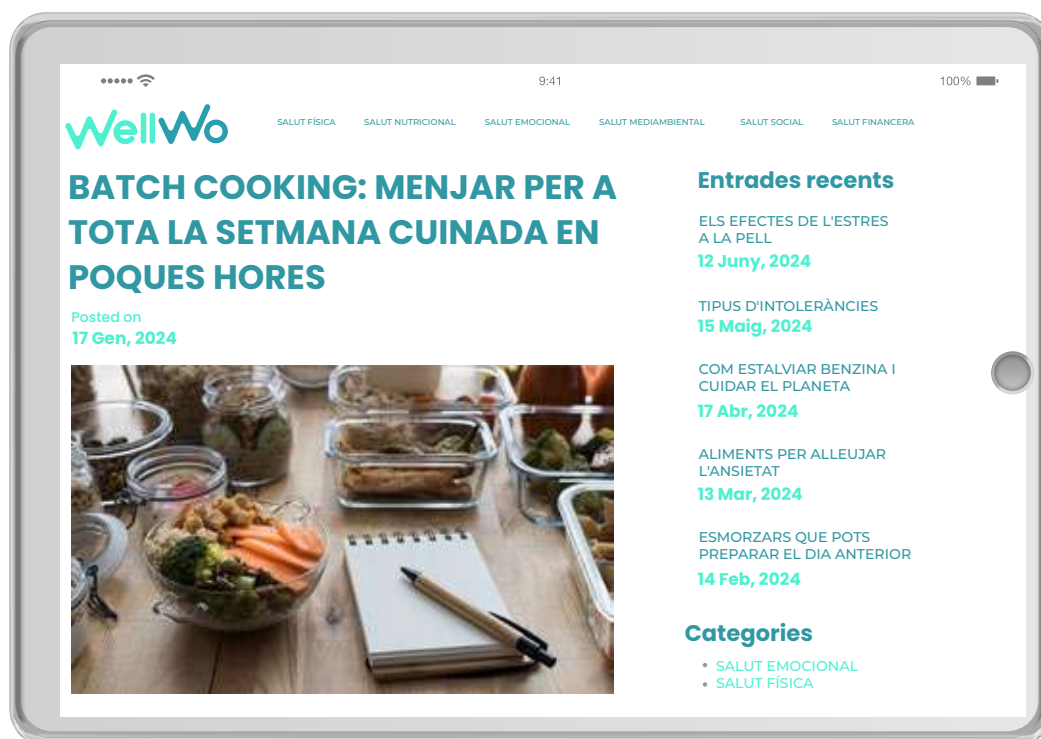 9:41
100%
WellWo
SALUT FÍSICA
SALUT NUTRICIONAL
SALUT EMOCIONAL
SALUT MEDIAMBIENTAL
SALUT SOCIAL
SALUT FINANCERA
BATCH COOKING: MENJAR PER A
TOTA LA SETMANA CUINADA EN
POQUES HORES
Posted on
17 Gen, 2024
Entrades recents
ELS EFECTES DE L'ESTRES
A LA PELL
12 Juny, 2024
TIPUS D'INTOLERÀNCIES
15 Maig, 2024
COM ESTALVIAR BENZINA I
CUIDAR EL PLANETA
17 Abr, 2024
ALIMENTS PER ALLEUJAR
L'ANSIETAT
13 Mar, 2024
ESMORZARS QUE POTS
PREPARAR EL DIA ANTERIOR
14 Feb, 2024
Categories
SALUT EMOCIONAL
SALUT FÍSICA